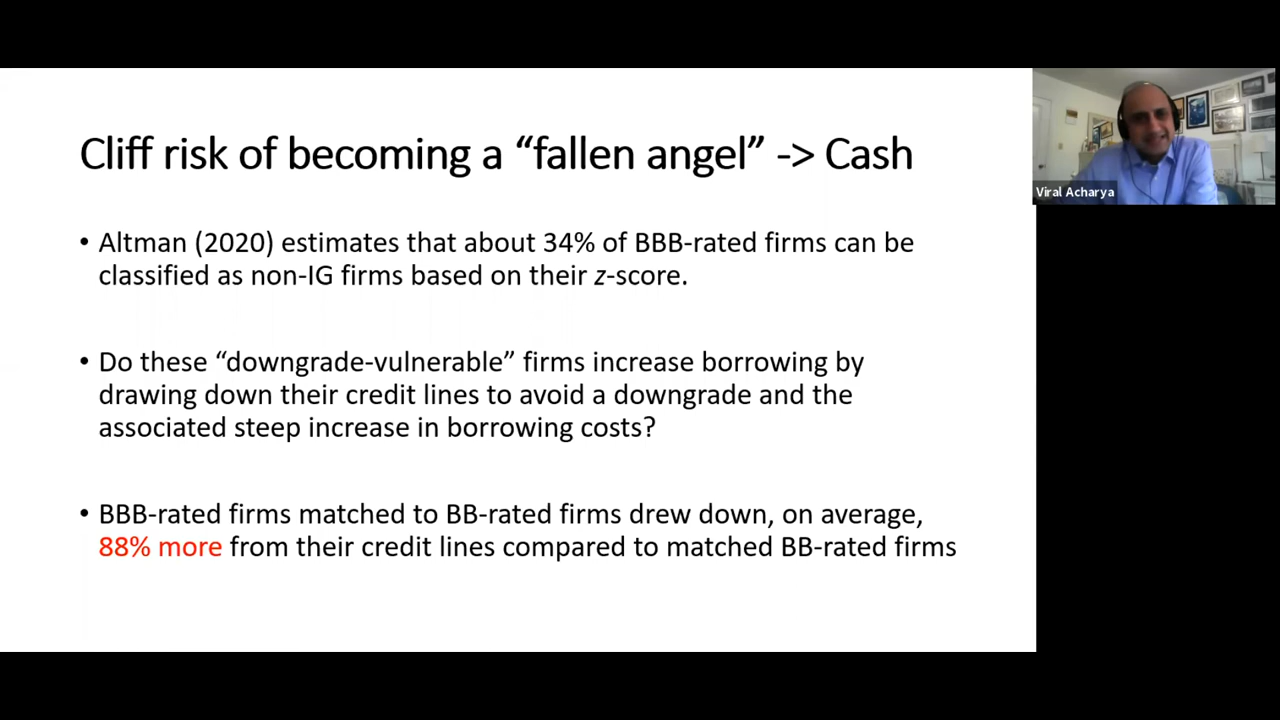 Cliff risk of becoming a “fallen angel” -> Cash
• Altman (2020) estimates that about 34% of BBB-rated firms can be
classified as non-IG firms based on their z-score.
• Do these “downgrade-vulnerable” firms increase borrowing by
drawing down their credit lines to avoid a downgrade and the
associated steep increase in borrowing costs?
• BBB-rated firms matched to BB-rated firms drew down, on average,
88% more from their credit lines compared to matched BB-rated firms
Viral Acharya